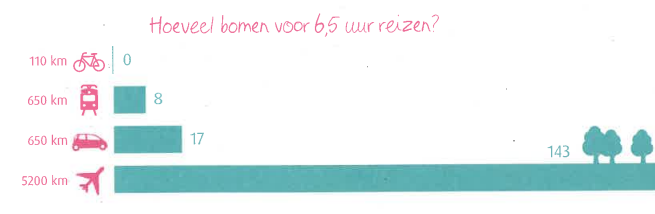 Hoeveel bomen voor 6,5 uur reizen?
110 km 0
650 km 8
650 km 17
143
5200 km